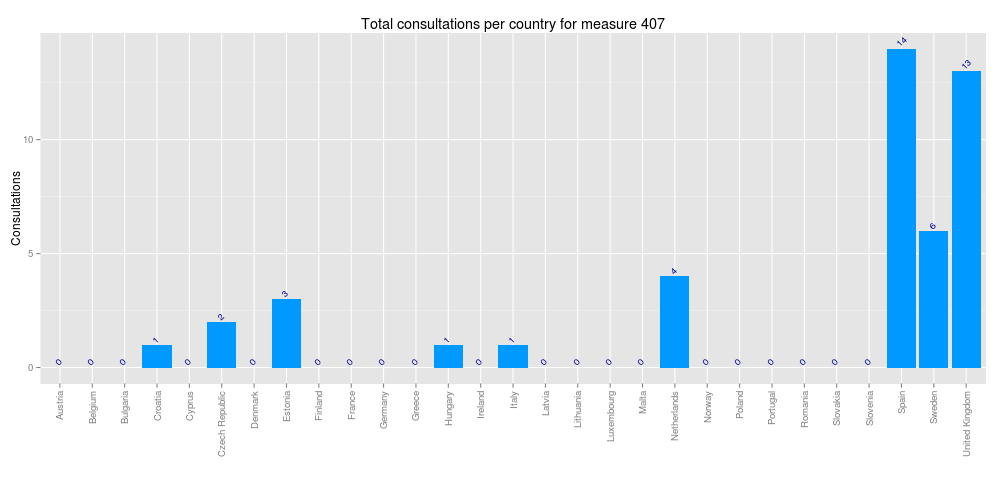 Total consultations per country for measure 407
Consultations
10
5
0
0
0
0
1
0
2
0
3
0
0
0
0
1
0
1
0
0
0
0
4
0
0
0
0
0
0
14
6
13
Austria
Belgium
Bulgaria
Croatia
Cyprus
Czech Republic
Denmark
Estonia
Finland
France
Germany
Greece
Hungary
Ireland
Italy
Latvia
Lithuania
Luxembourg
Malta
Netherlands
Norway
Poland
Portugal
Romania
Slovakia
Slovenia
Spain
Sweden
United Kingdom